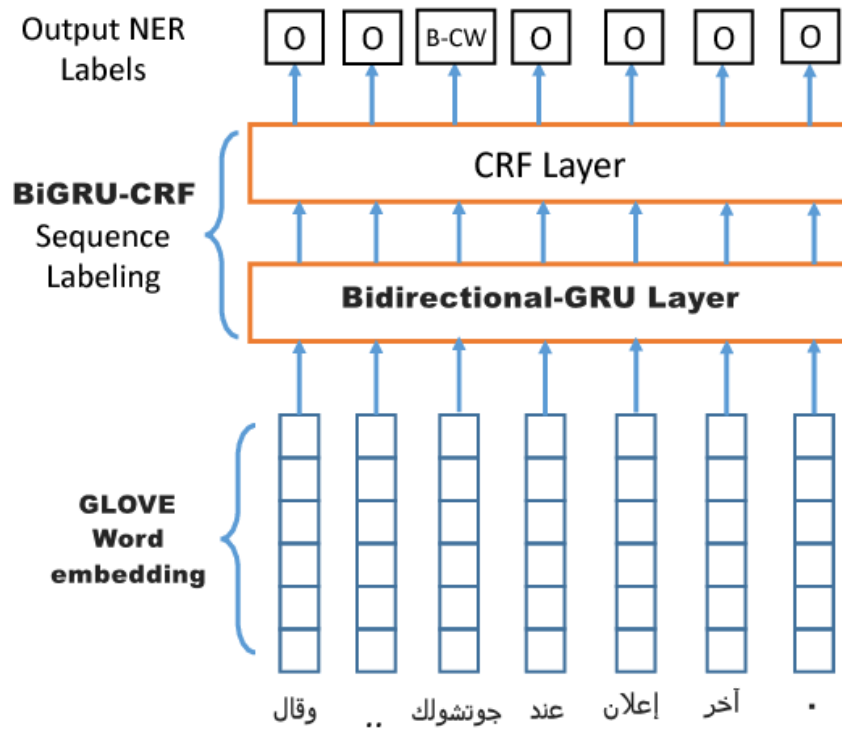 Output NER
Labels
O O B-CW O O O O
CRF Layer
BiGRU-CRF
Sequence
Labeling
Bidirectional-GRU Layer
GLOVE
Word
embedding
وقال .. جوتشولك عند إعلان آخر .